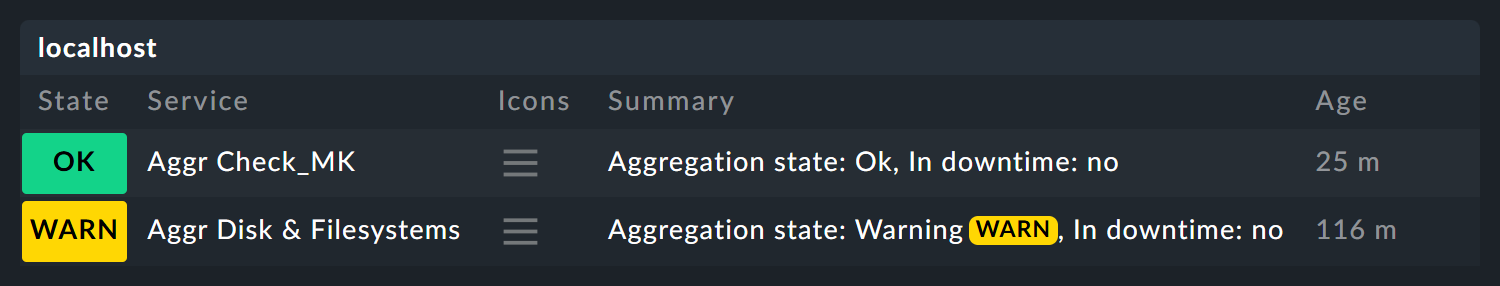 localhost
State Service Icons Summary Age
OK Aggr Check_MK Aggregation state: Ok, In downtime: no 25 m
WARN Aggr Disk & Filesystems Aggregation state: Warning WARN, In downtime: no 116 m